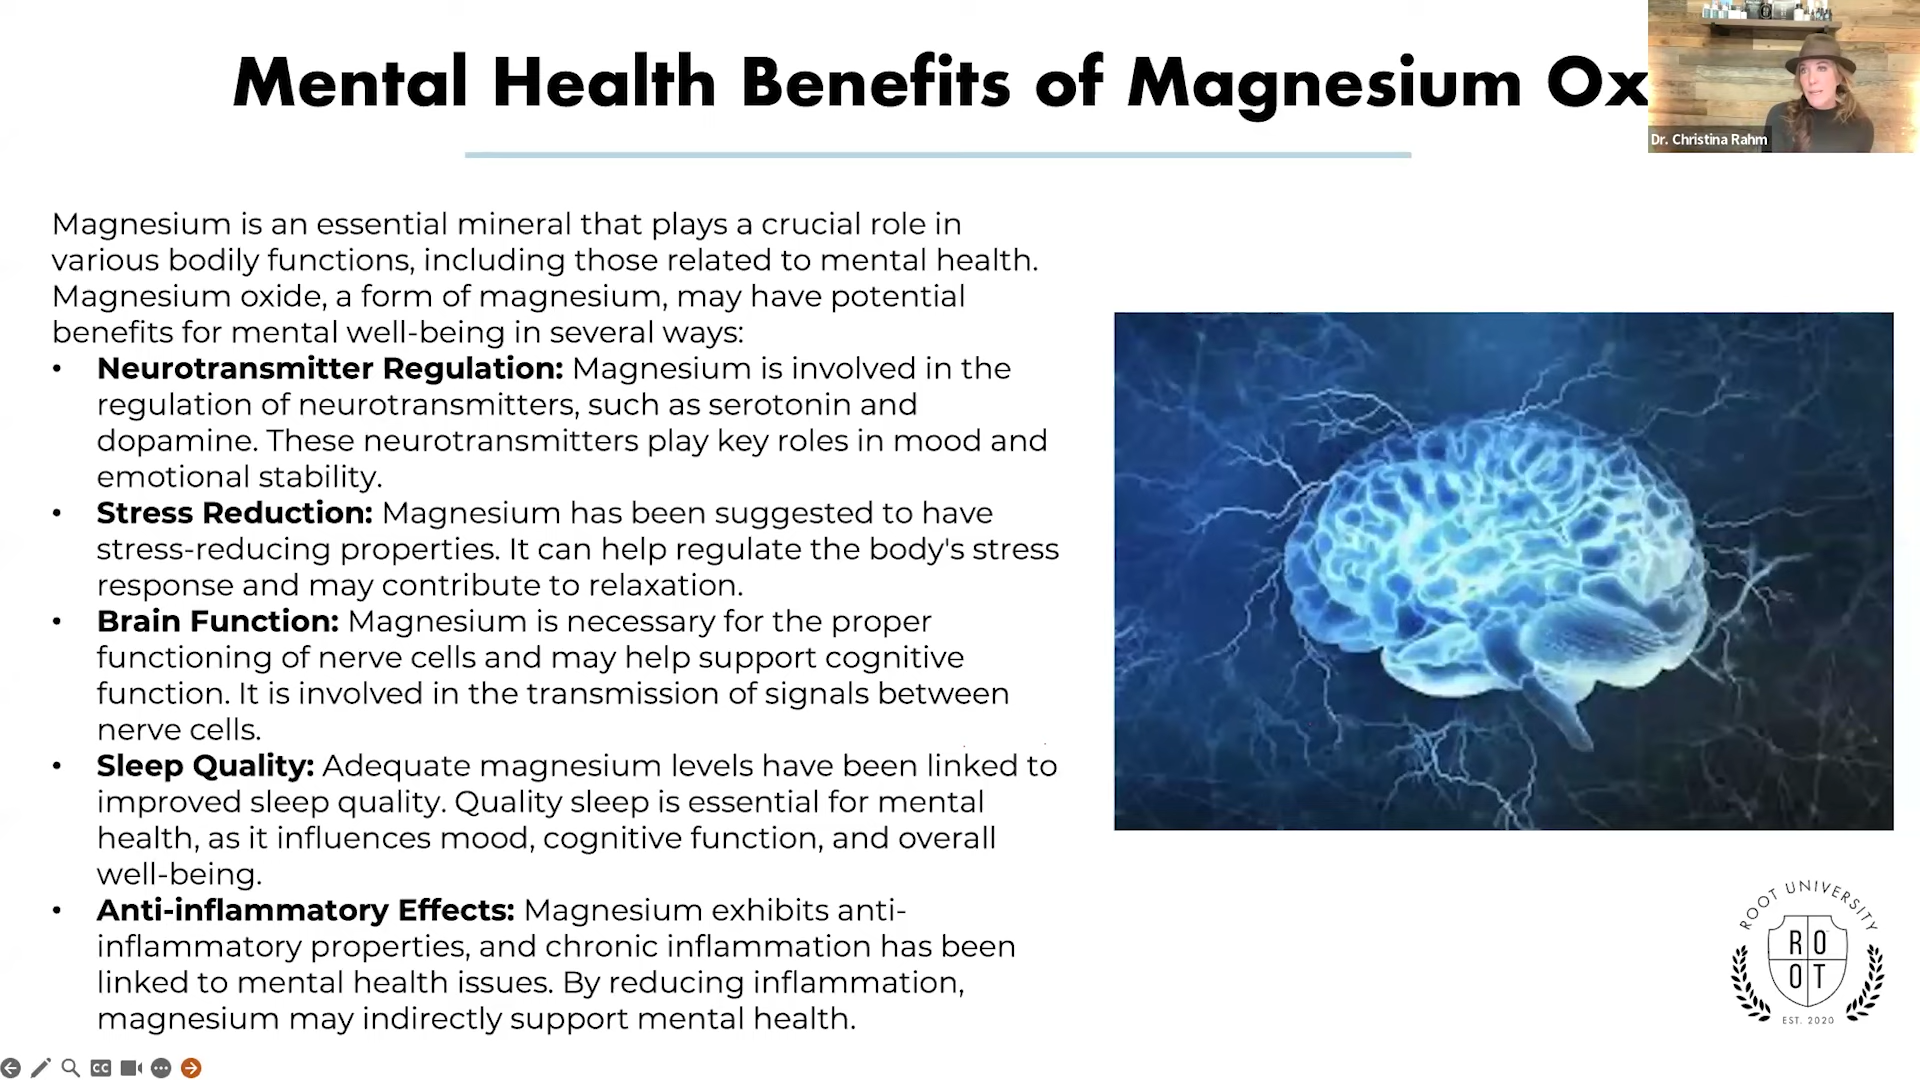 Mental Health Benefits of Magnesium Ox
Dr. Christina Rahm
Magnesium is an essential mineral that plays a crucial role in
various bodily functions, including those related to mental health.
Magnesium oxide, a form of magnesium, may have potential
benefits for mental well-being in several ways:
• Neurotransmitter Regulation: Magnesium is involved in the
regulation of neurotransmitters, such as serotonin and
dopamine. These neurotransmitters play key roles in mood and
emotional stability.
• Stress Reduction: Magnesium has been suggested to have
stress-reducing properties. It can help regulate the body's stress
response and may contribute to relaxation.
• Brain Function: Magnesium is necessary for the proper
functioning of nerve cells and may help support cognitive
function. It is involved in the transmission of signals between
nerve cells.
• Sleep Quality: Adequate magnesium levels have been linked to
improved sleep quality. Quality sleep is essential for mental
health, as it influences mood, cognitive function, and overall
well-being.
• Anti-inflammatory Effects: Magnesium exhibits anti-
inflammatory properties, and chronic inflammation has been
linked to mental health issues. By reducing inflammation,
magnesium may indirectly support mental health.
ROOT UNIVERSITY
RO
OT
EST. 2020
CC